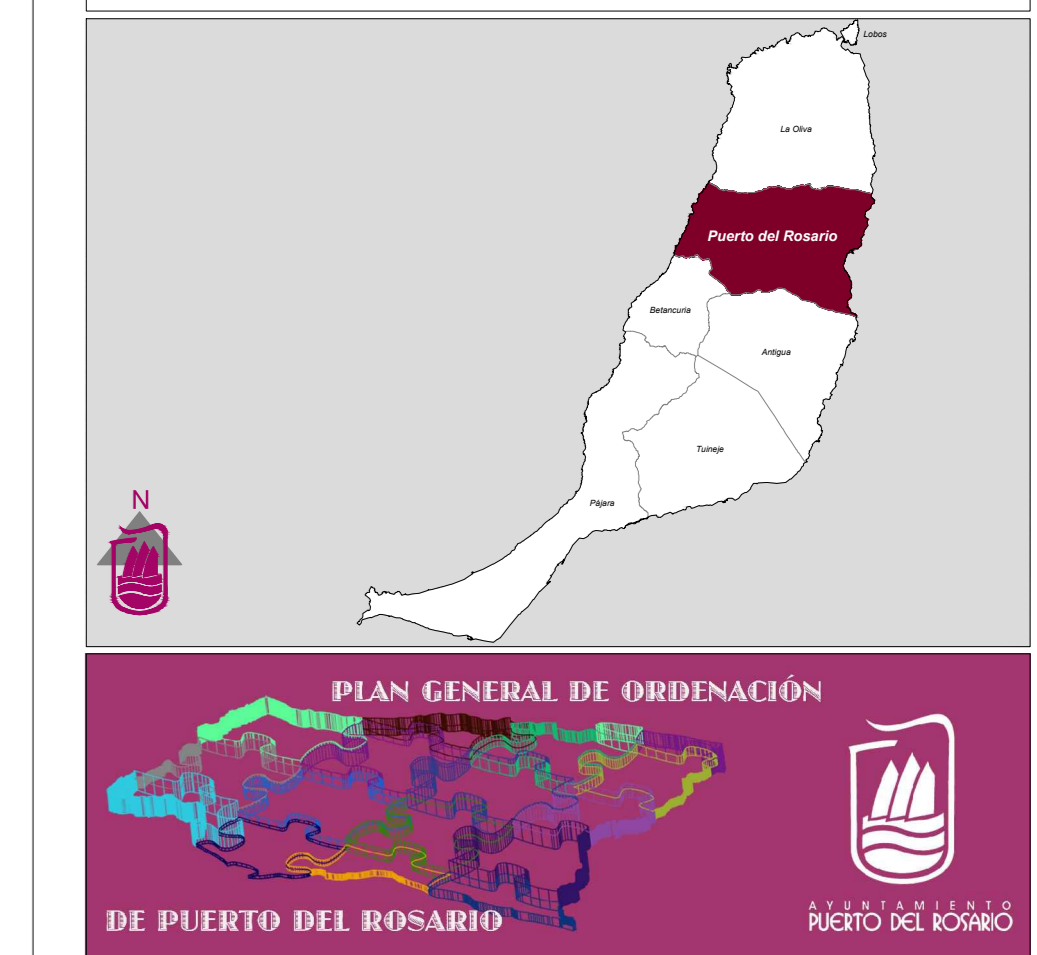 Lobos
La Oliva
Puerto del Rosario
Betancuria
Antigua
Tuineje
Pájara
N
PLAN GENERAL DE ORDENACIÓN
DE PUERTO DEL ROSARIO
AYUNTAMIENTO
PUERTO DEL ROSARIO